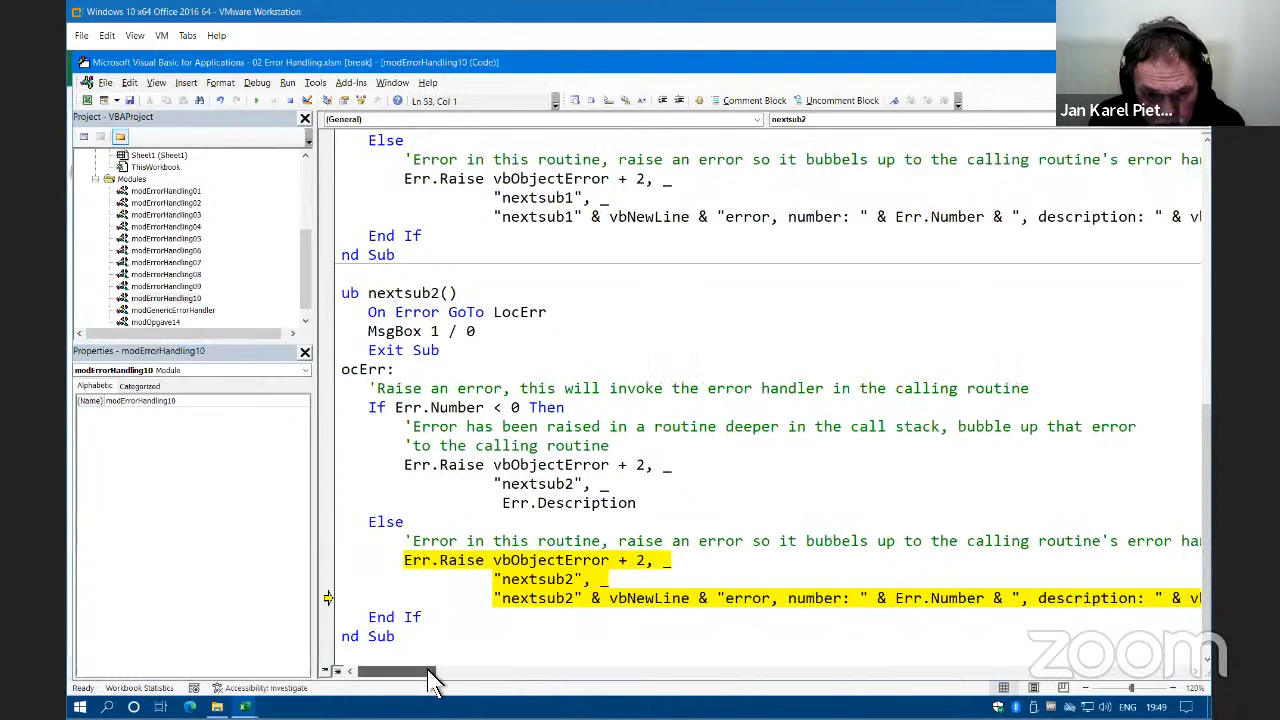 Windows 10 x64 Office 2016 64 - VMware Workstation
File Edit View VM Tabs Help
Microsoft Visual Basic for Applications - 02 Error Handling.xlsm [break] - [modErrorHandling10 (Code)]
File Edit View Insert Format Debug Run Tools Add-Ins Window Help
Ln 53, Col 1
Comment Block
Uncomment Block
Jan Karel Piet...
Project - VBAProject
Sheet1 (Sheet1)
ThisWorkbook
Modules
modErrorHandling01
modErrorHandling02
modErrorHandling03
modErrorHandling04
modErrorHandling05
modErrorHandling06
modErrorHandling07
modErrorHandling08
modErrorHandling09
modErrorHandling10
modGenericErrorHandler
modOpgave14
Properties - modErrorHandling10
modErrorHandling10 Module
Alphabetic Categorized
(Name) modErrorHandling10
(General)
nextsub2
Else
'Error in this routine, raise an error so it bubbels up to the calling routine's error ha
Err.Raise vbObjectError + 2, _
"nextsub1", _
"nextsub1" & vbNewLine & "error, number: " & Err.Number & ", description: " & vb
End If
nd Sub
ub nextsub2()
On Error GoTo LocErr
MsgBox 1 / 0
Exit Sub
ocErr:
'Raise an error, this will invoke the error handler in the calling routine
If Err.Number < 0 Then
'Error has been raised in a routine deeper in the call stack, bubble up that error
'to the calling routine
Err.Raise vbObjectError + 2, _
"nextsub2", _
Err.Description
Else
'Error in this routine, raise an error so it bubbels up to the calling routine's error ha
Err.Raise vbObjectError + 2, _
"nextsub2", _
"nextsub2" & vbNewLine & "error, number: " & Err.Number & ", description: " & vb
End If
nd Sub
zoom
Ready Workbook Statistics Accessibility: Investigate
120%
ENG 19:49